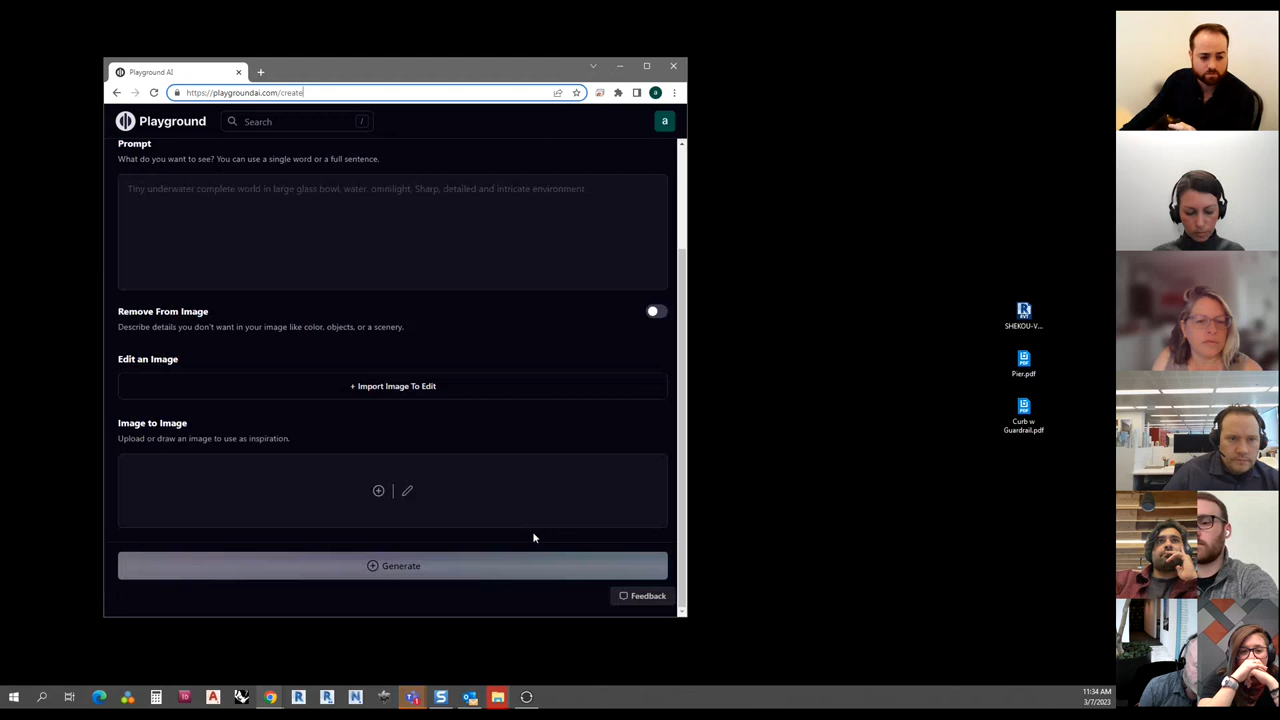 Playground AI
https://playgroundai.com/create
a
Playground
Search
/
a
Prompt
What do you want to see? You can use a single word or a full sentence.
Tiny underwater complete world in large glass bowl, water. omnilight, Sharp, detailed and intricate environment
Remove From Image
Describe details you don't want in your image like color, objects, or a scenery.
Edit an Image
+ Import Image To Edit
Image to Image
Upload or draw an image to use as inspiration.
Generate
Feedback
SHEKOU-V...
Pier.pdf
Curb w
Guardrail.pdf
11:34 AM
3/7/2023